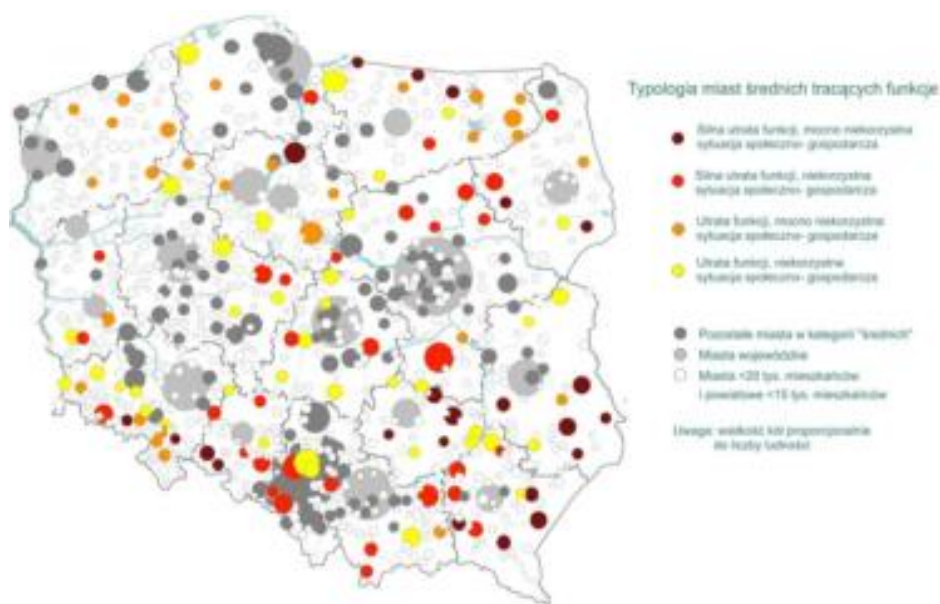 Typologia miast średnich tracących funkcje
Silna utrata funkcji, mocno niekorzystna
sytuacja społeczno- gospodarcza
Silna utrata funkcji, niekorzystna
sytuacja społeczno- gospodarcza
Utrata funkcji, mocno niekorzystna
sytuacja społeczno- gospodarcza
Utrata funkcji, niekorzystna
sytuacja społeczno- gospodarcza
Pozostałe miasta w kategorii "średnich"
Miasta wojewódzkie
Miasta <20 tys. mieszkańców
i powiatowe <15 tys. mieszkańców
Uwaga: wielkość kół proporcjonalnie
do liczby ludności